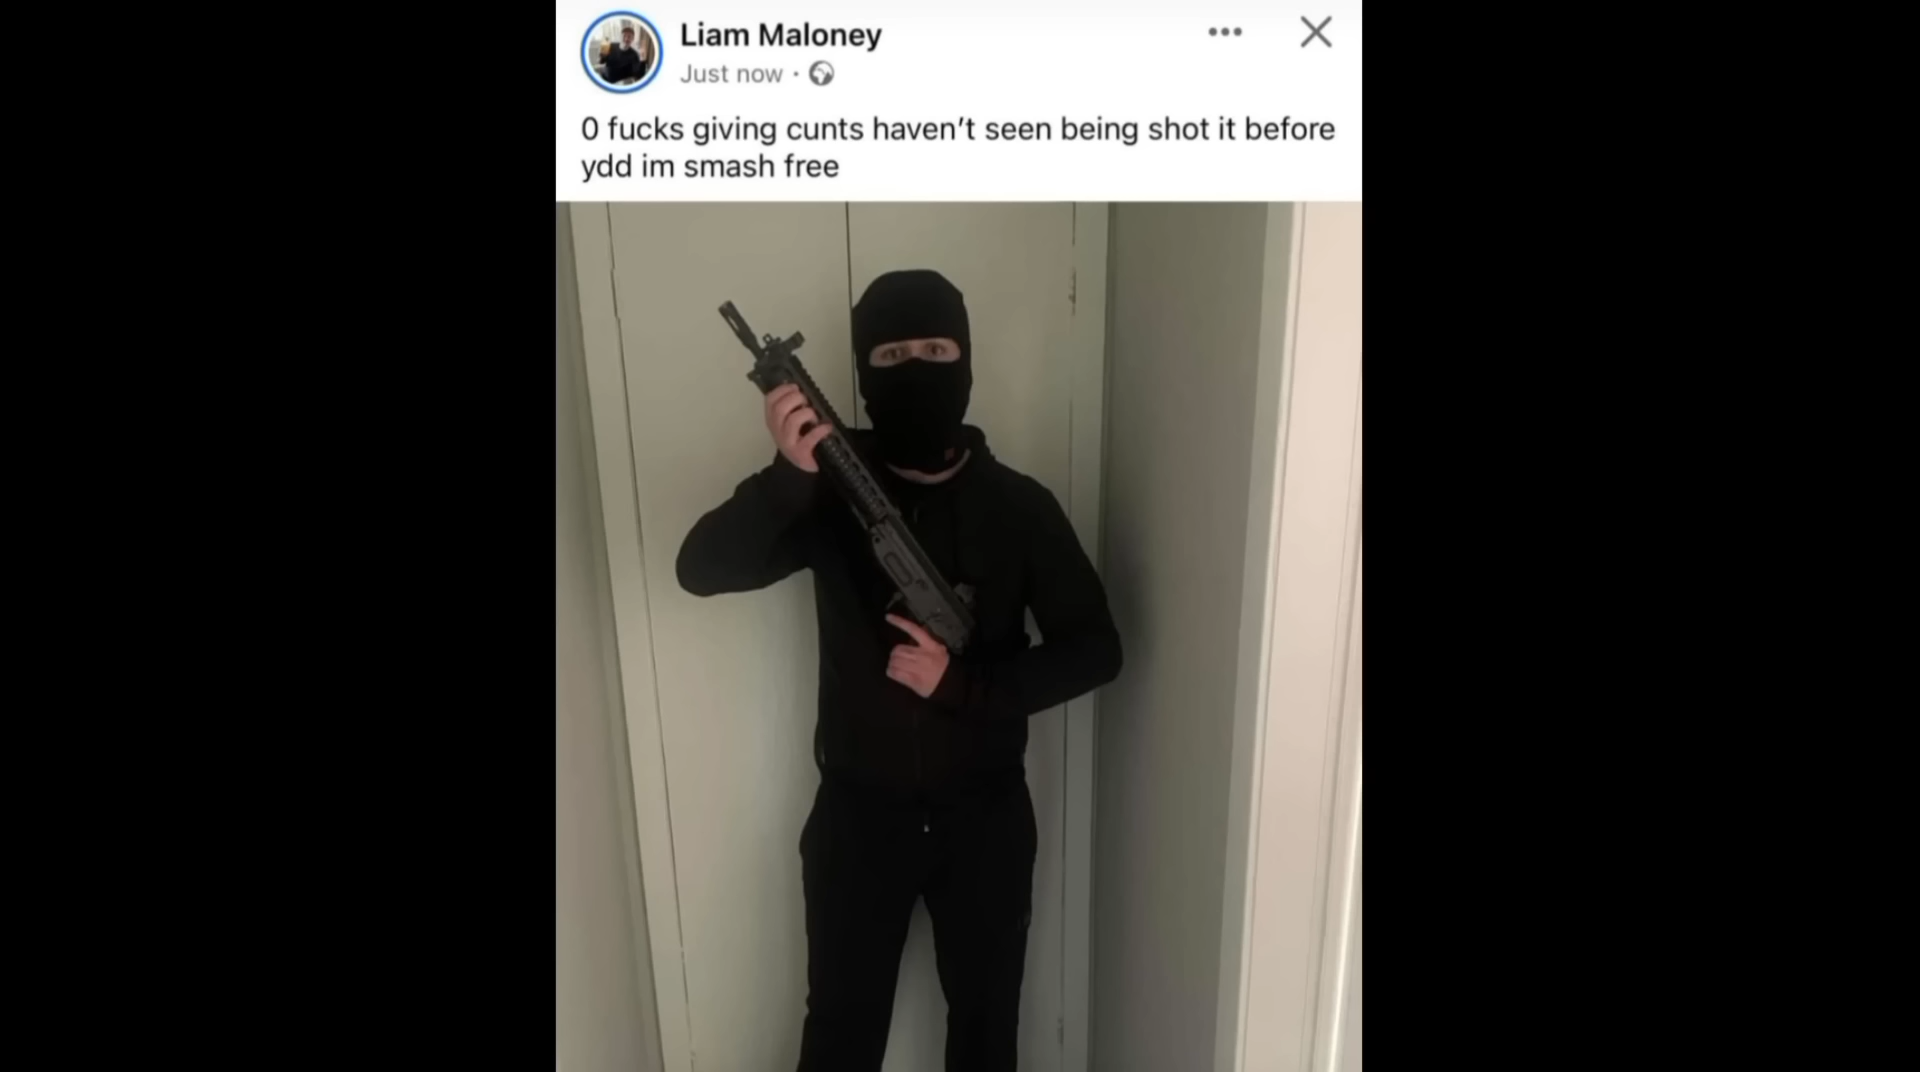 Liam Maloney
Just now ·
0 fucks giving cunts haven't seen being shot it before
ydd im smash free